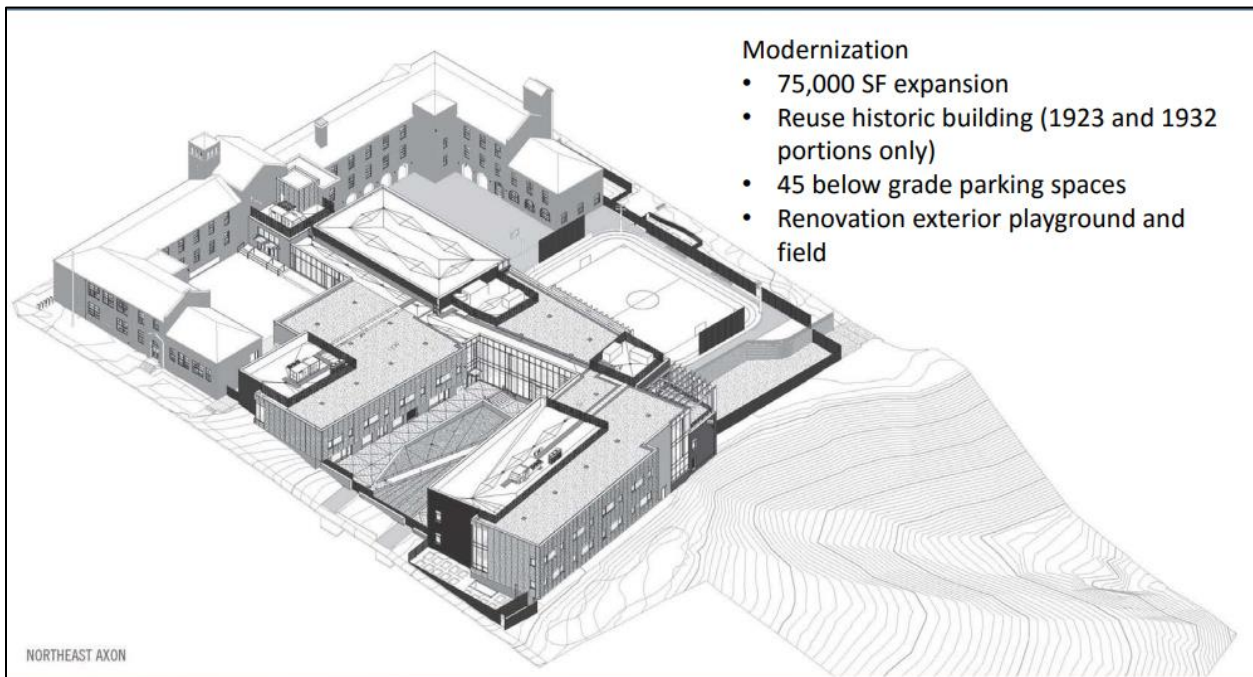 Modernization
• 75,000 SF expansion
• Reuse historic building (1923 and 1932
portions only)
• 45 below grade parking spaces
• Renovation exterior playground and
field
NORTHEAST AXON